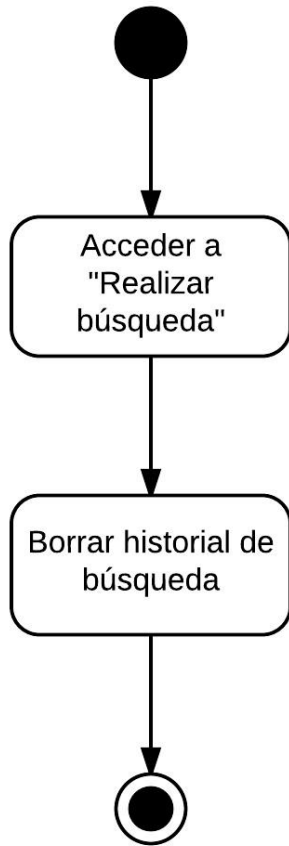 Acceder a
"Realizar
búsqueda"
Borrar historial de
búsqueda